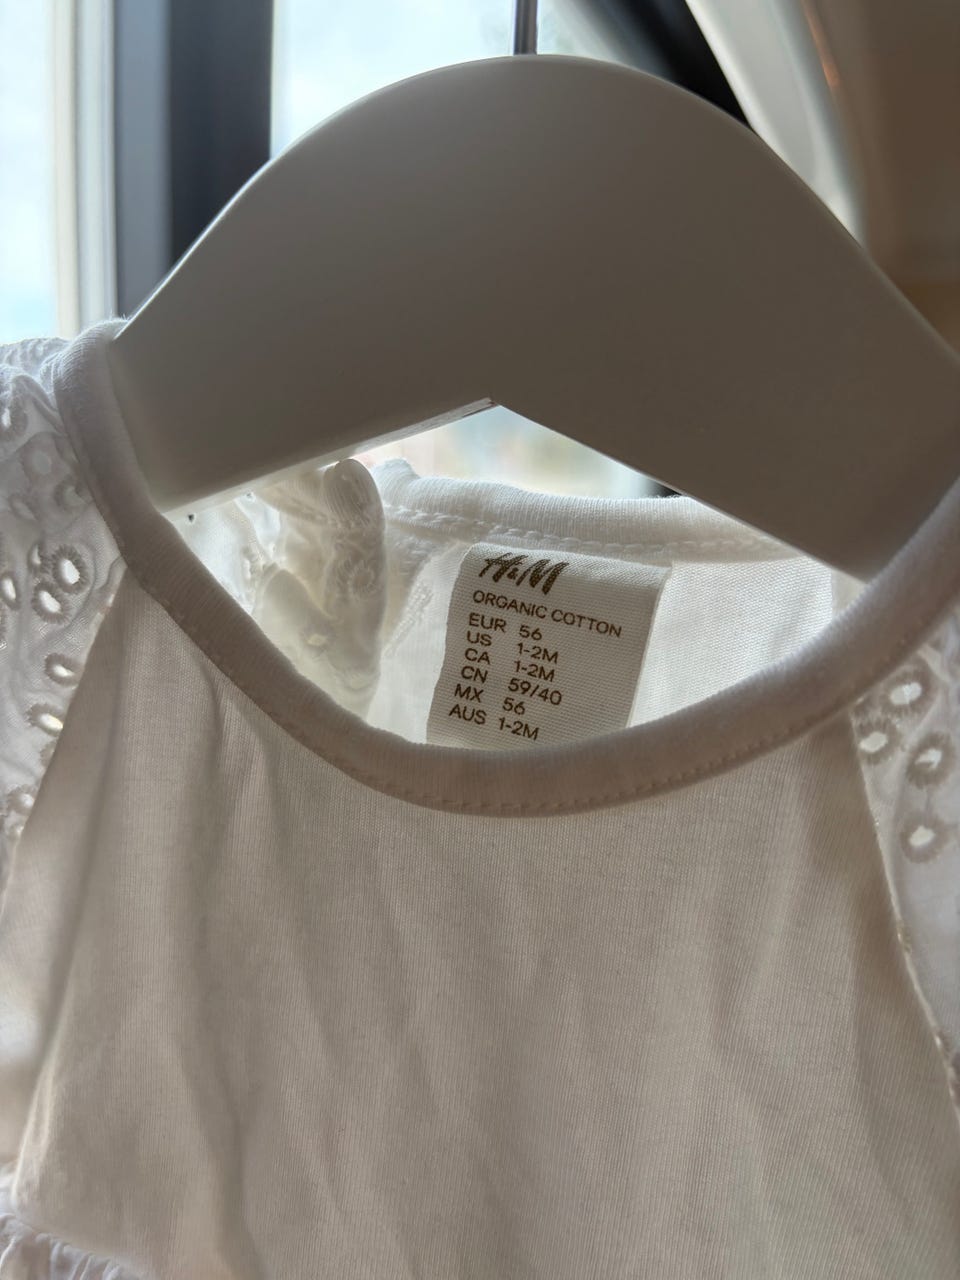 H&M
ORGANIC COTTON
EUR 56
US 1-2M
CA 1-2M
CN 59/40
MX 56
AUS 1-2M